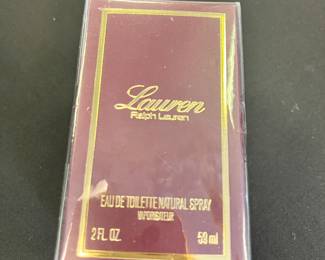 Lauren
Ralph Lauren
EAU DE TOILETTE NATURAL SPRAY
VAPORISATEUR
2 FL. OZ. 59 ml